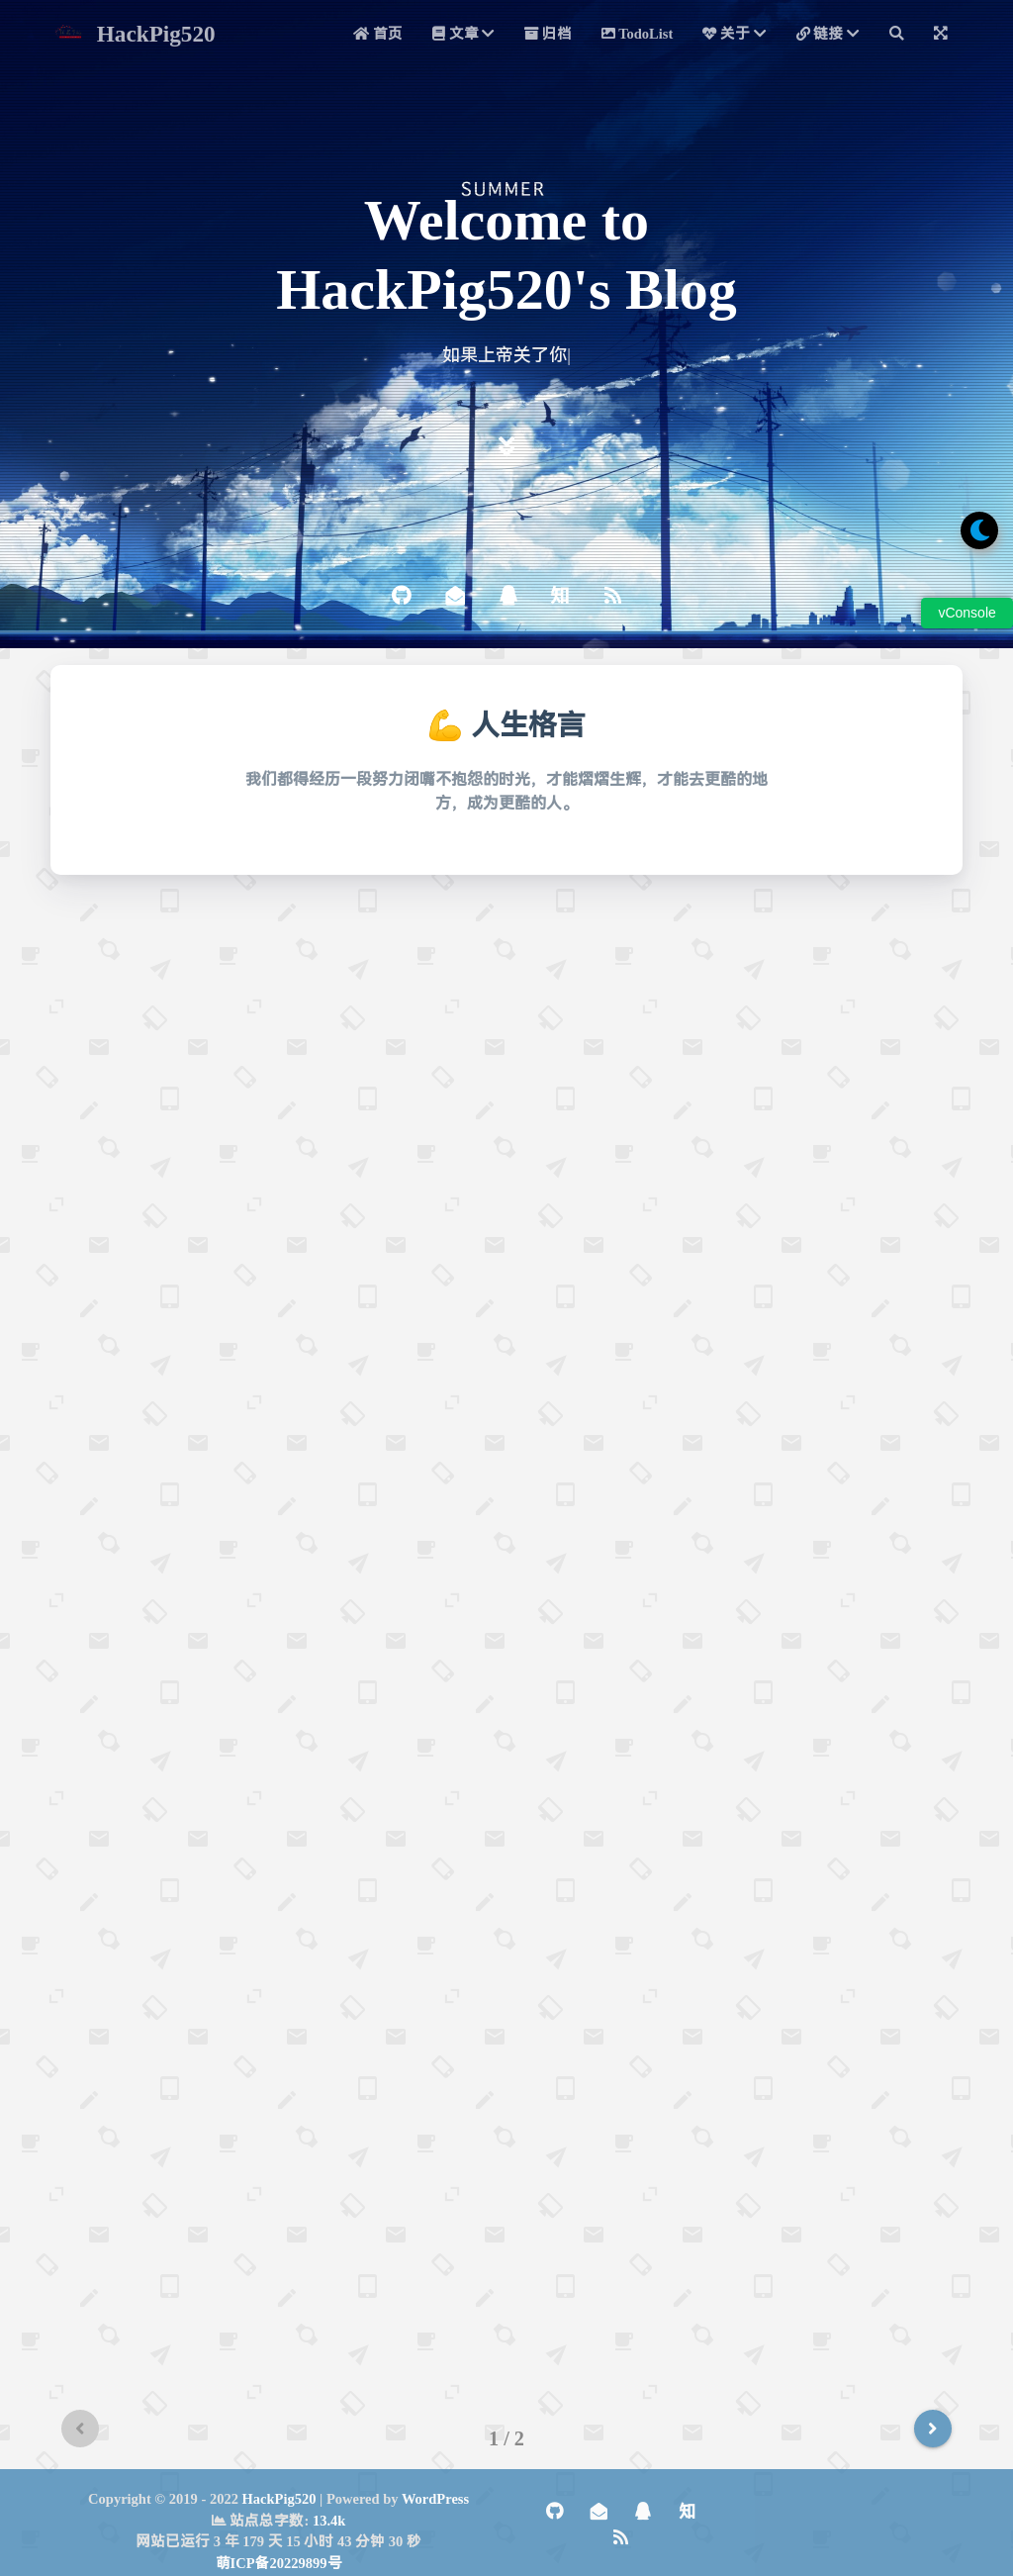 HackPig520
首页 文章 归档 TodoList 关于 链接
SUMMER
Welcome to
HackPig520's Blog
如果上帝关了你|
知
vConsole
💪 人生格言
我们都得经历一段努力闭嘴不抱怨的时光，才能熠熠生辉，才能去更酷的地
方，成为更酷的人。
1 / 2
Copyright © 2019 - 2022 HackPig520 | Powered by WordPress
站点总字数: 13.4k
网站已运行 3 年 179 天 15 小时 43 分钟 30 秒
萌ICP备20229899号
知